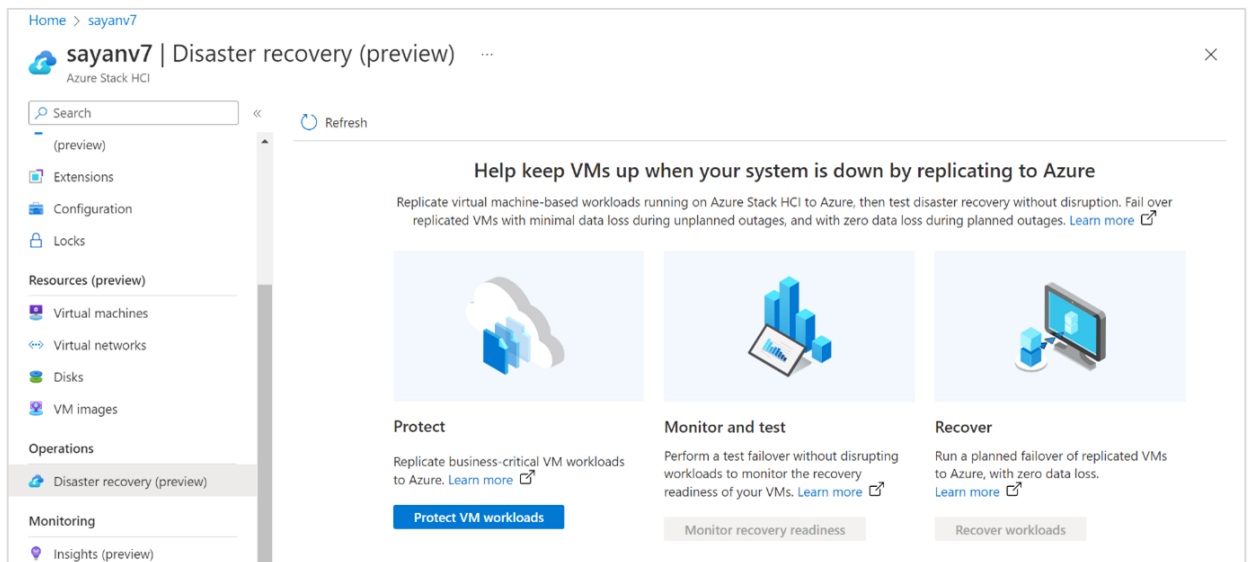 Home > sayanv7
sayanv7 | Disaster recovery (preview) ...
Azure Stack HCI
Search
«
(preview)
Extensions
Configuration
Locks
Resources (preview)
Virtual machines
Virtual networks
Disks
VM images
Operations
Disaster recovery (preview)
Monitoring
Insights (preview)
Refresh
Help keep VMs up when your system is down by replicating to Azure
Replicate virtual machine-based workloads running on Azure Stack HCI to Azure, then test disaster recovery without disruption. Fail over
replicated VMs with minimal data loss during unplanned outages, and with zero data loss during planned outages. Learn more
Protect
Replicate business-critical VM workloads
to Azure. Learn more
Protect VM workloads
Monitor and test
Perform a test failover without disrupting
workloads to monitor the recovery
readiness of your VMs. Learn more
Monitor recovery readiness
Recover
Run a planned failover of replicated VMs
to Azure, with zero data loss.
Learn more
Recover workloads